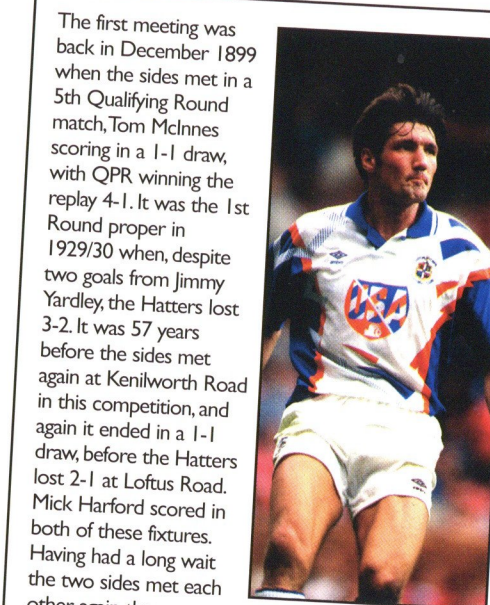 The first meeting was
back in December 1899
when the sides met in a
5th Qualifying Round
match, Tom McInnes
scoring in a 1-1 draw,
with QPR winning the
replay 4-1. It was the 1st
Round proper in
1929/30 when, despite
two goals from Jimmy
Yardley, the Hatters lost
3-2. It was 57 years
before the sides met
again at Kenilworth Road
in this competition, and
again it ended in a 1-1
draw, before the Hatters
lost 2-1 at Loftus Road.
Mick Harford scored in
both of these fixtures.
Having had a long wait
the two sides met each
other again
USA